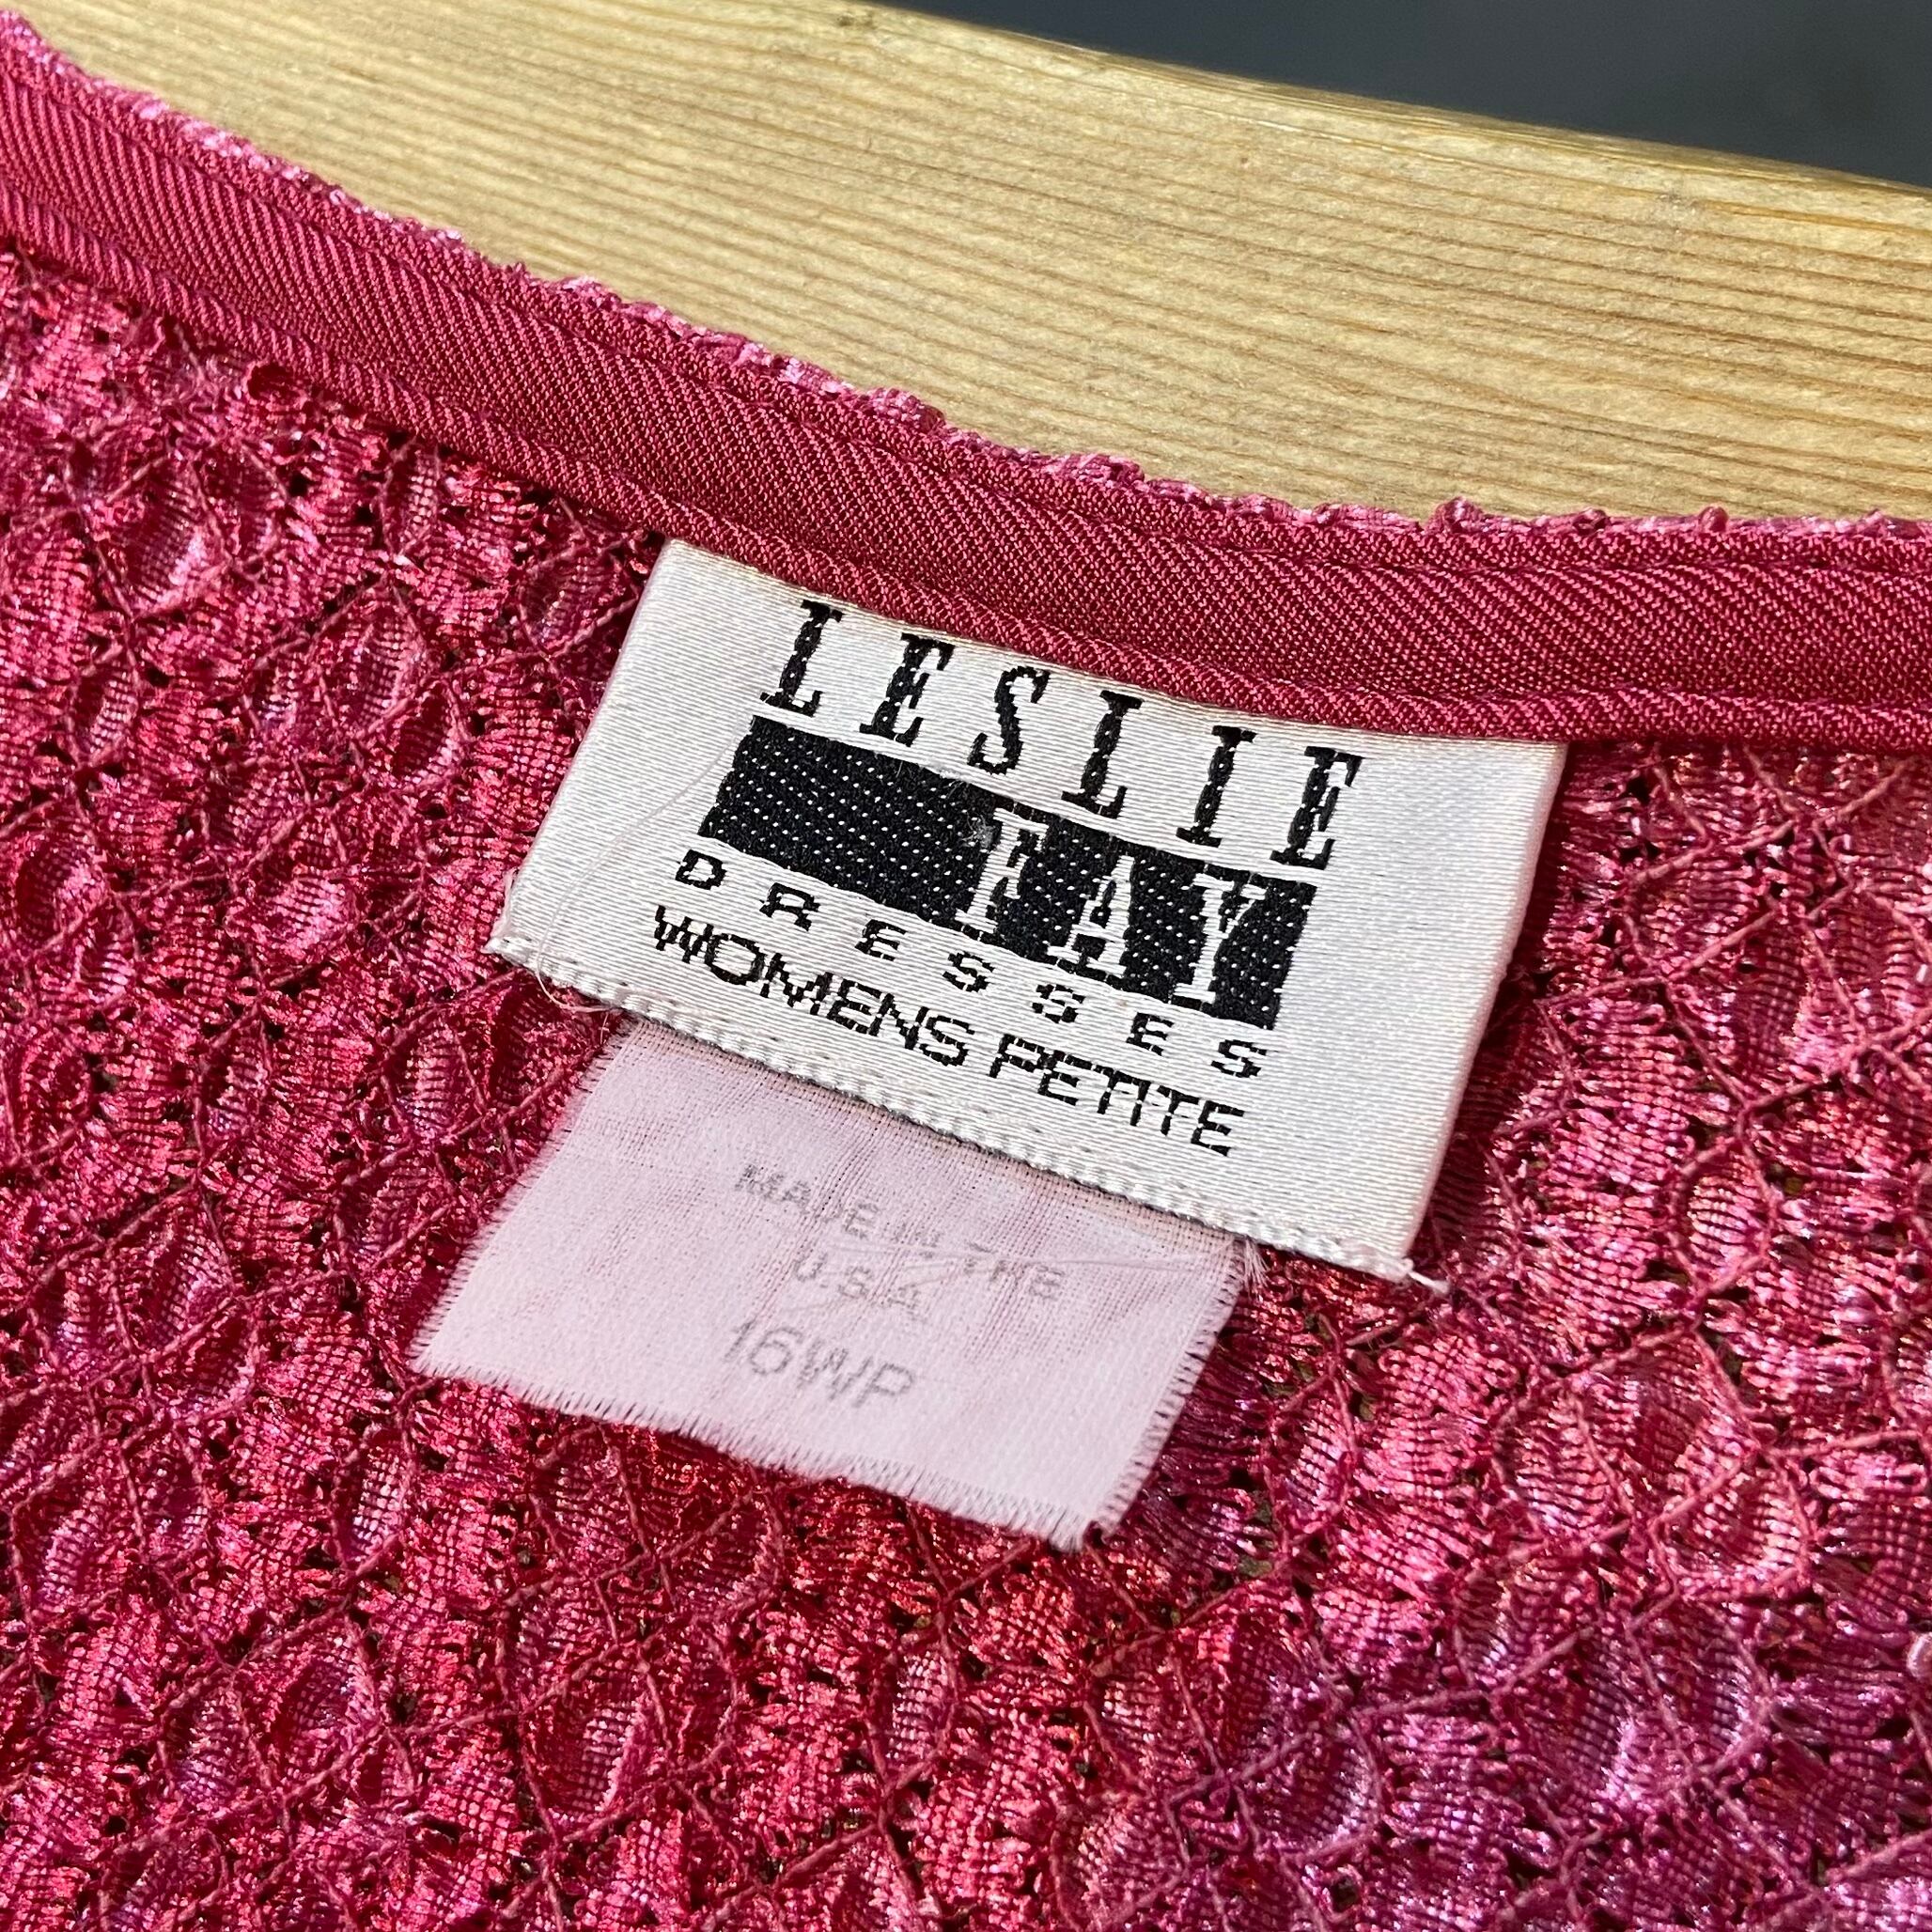 LESLIE
FAY
DRESSES
WOMENS PETITE
MADE IN THE
U.S.A.
16WP